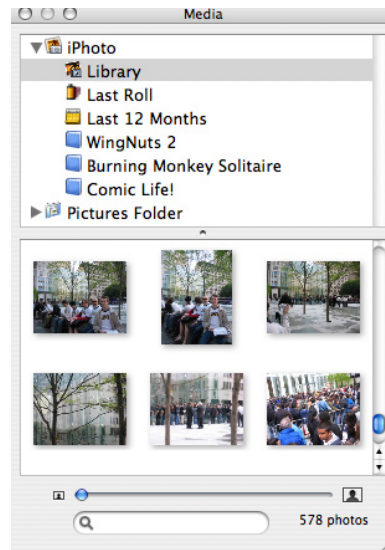 Media
iPhoto
Library
Last Roll
Last 12 Months
WingNuts 2
Burning Monkey Solitaire
Comic Life!
Pictures Folder
578 photos